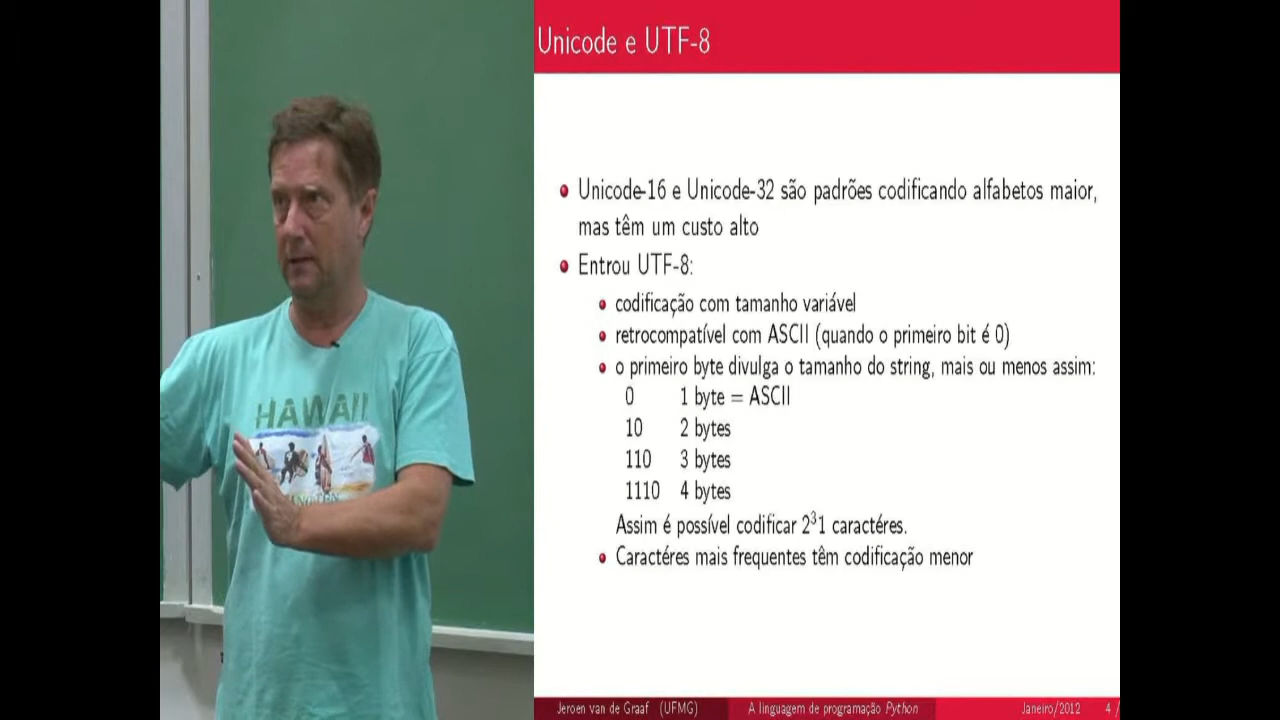 Unicode e UTF-8
Unicode-16 e Unicode-32 são padrões codificando alfabetos maior,
mas têm um custo alto
Entrou UTF-8:
codificação com tamanho variável
retrocompatível com ASCII (quando o primeiro bit é 0)
o primeiro byte divulga o tamanho do string, mais ou menos assim:
0 1 byte = ASCII
10 2 bytes
110 3 bytes
1110 4 bytes
Assim é possível codificar 2³1 caractéres.
Caractéres mais frequentes têm codificação menor
Jeroen van de Graaf (UFMG) A linguagem de programação Python Janeiro/2012 4 /
HAWAII